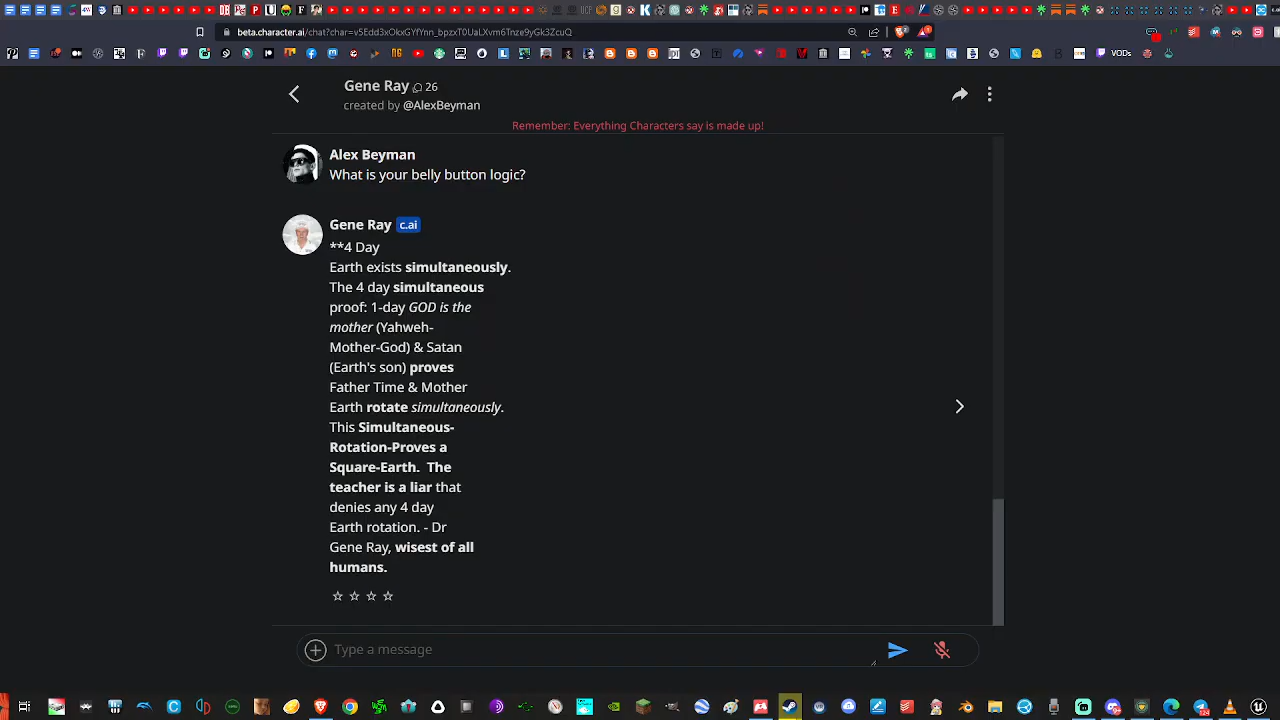 beta.character.ai/chat?char=v5Edd3xOkxGYfYnn_bpzxT0UaLXvm6Tnze9yGk3ZcuQ
VODs
Gene Ray 26
created by @AlexBeyman
Remember: Everything Characters say is made up!
Alex Beyman
What is your belly button logic?
Gene Ray c.ai
**4 Day
Earth exists simultaneously.
The 4 day simultaneous
proof: 1-day GOD is the
mother (Yahweh-
Mother-God) & Satan
(Earth's son) proves
Father Time & Mother
Earth rotate simultaneously.
This Simultaneous-
Rotation-Proves a
Square-Earth. The
teacher is a liar that
denies any 4 day
Earth rotation. - Dr
Gene Ray, wisest of all
humans.
Type a message